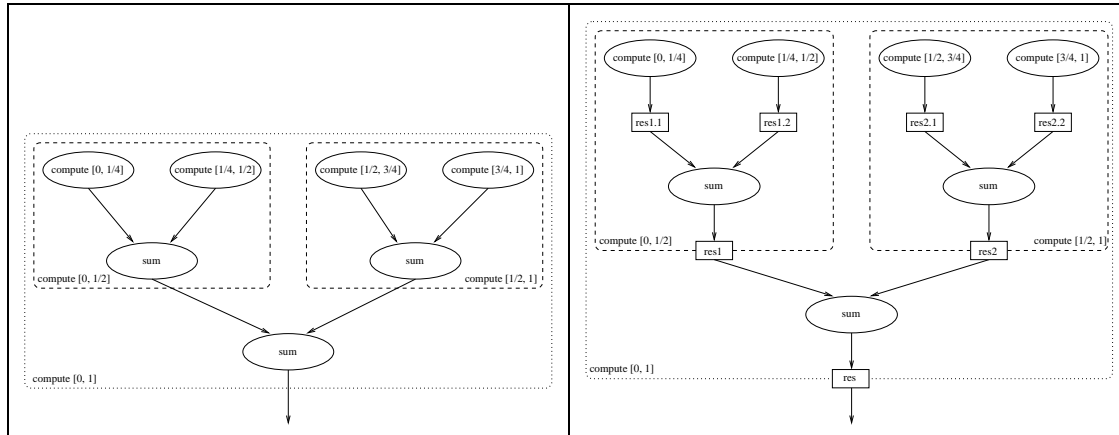 compute [0, 1/4]
compute [1/4, 1/2]
compute [1/2, 3/4]
compute [3/4, 1]
sum
sum
compute [0, 1/2]
compute [1/2, 1]
sum
compute [0, 1]
compute [0, 1/4]
compute [1/4, 1/2]
compute [1/2, 3/4]
compute [3/4, 1]
res1.1
res1.2
res2.1
res2.2
sum
sum
compute [0, 1/2]
res1
res2
compute [1/2, 1]
sum
compute [0, 1]
res